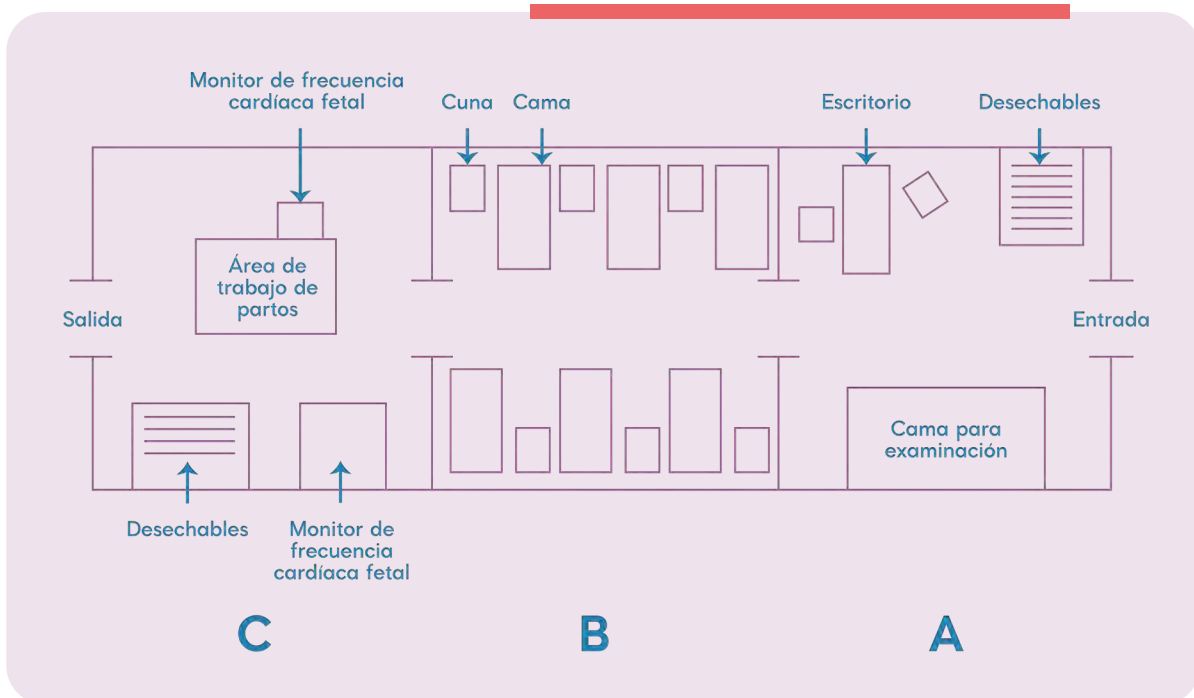 Monitor de frecuencia
cardíaca fetal
Cuna
Cama
Escritorio
Desechables
Área de
trabajo de
partos
Salida
Entrada
Cama para
examinación
Desechables
Monitor de
frecuencia
cardíaca fetal
C
B
A